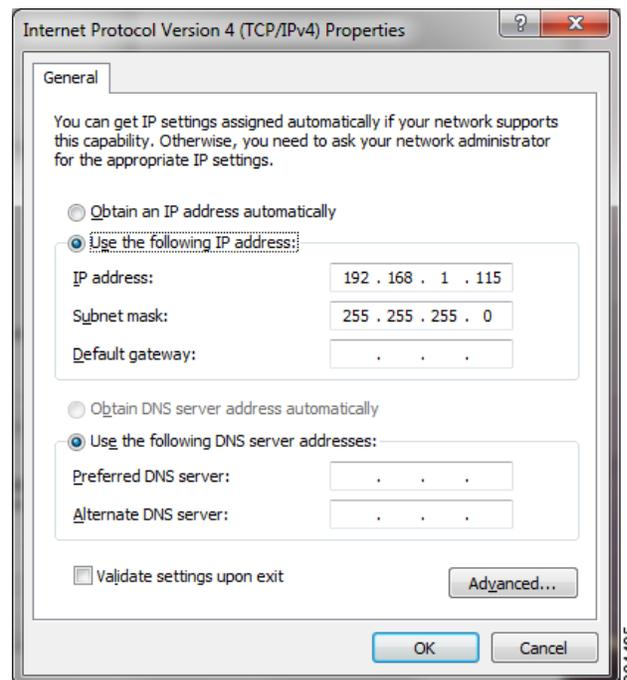 Internet Protocol Version 4 (TCP/IPv4) Properties
General
You can get IP settings assigned automatically if your network supports
this capability. Otherwise, you need to ask your network administrator
for the appropriate IP settings.
Obtain an IP address automatically
Use the following IP address:
IP address: 192 . 168 . 1 . 115
Subnet mask: 255 . 255 . 255 . 0
Default gateway: . . .
Obtain DNS server address automatically
Use the following DNS server addresses:
Preferred DNS server: . . .
Alternate DNS server: . . .
Validate settings upon exit
Advanced...
OK Cancel